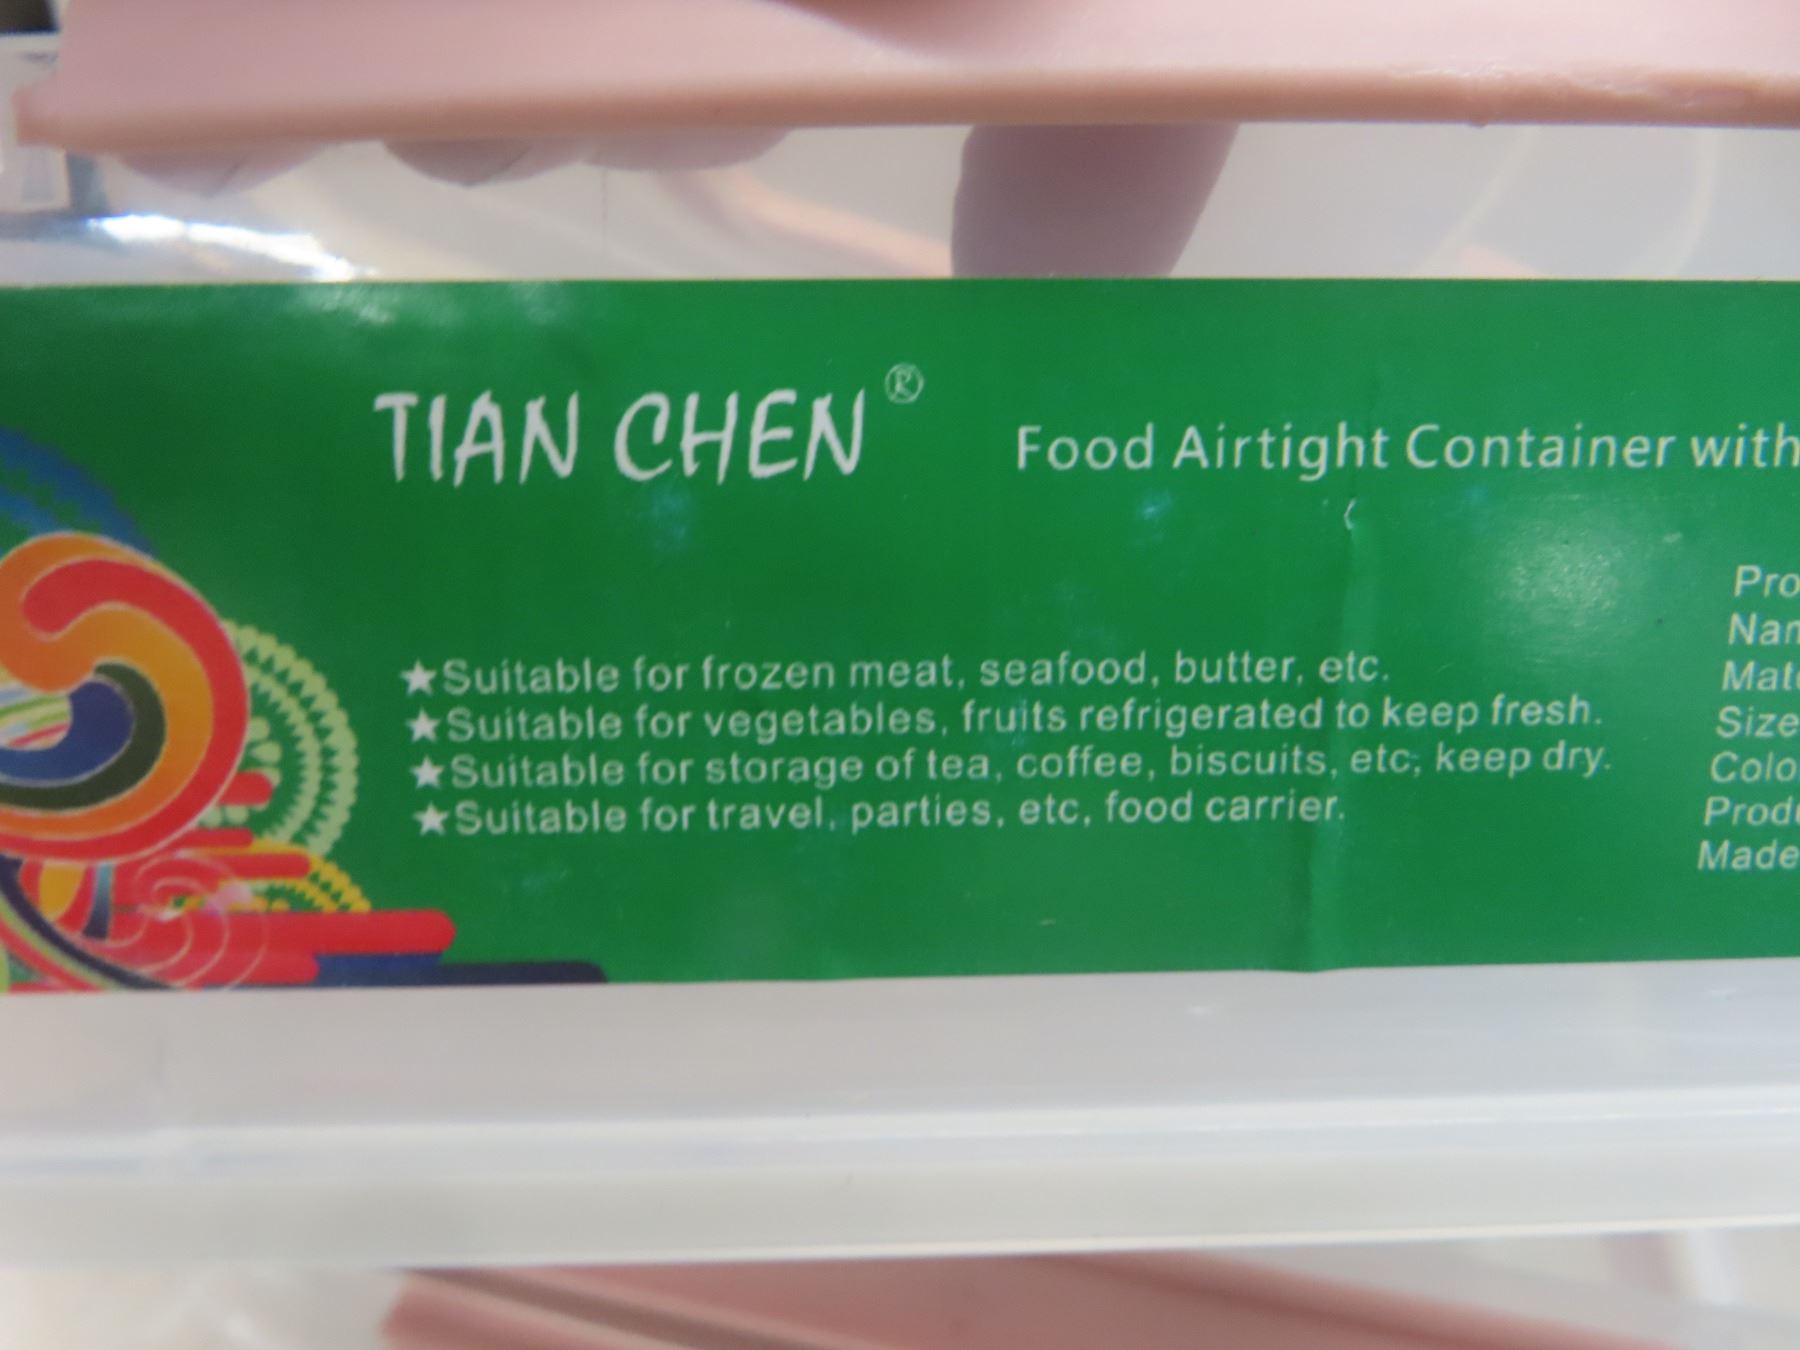 TIAN CHEN®
Food Airtight Container with
★Suitable for frozen meat, seafood, butter, etc.
★Suitable for vegetables, fruits refrigerated to keep fresh.
★Suitable for storage of tea, coffee, biscuits, etc, keep dry.
★Suitable for travel, parties, etc, food carrier.
Size
Made